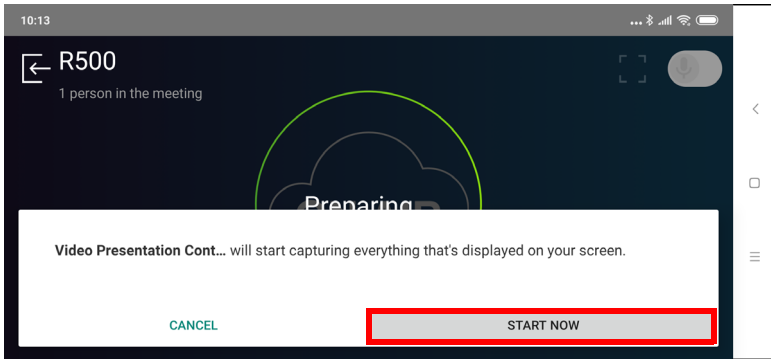 10:13
R500
1 person in the meeting
Preparing
Video Presentation Cont... will start capturing everything that's displayed on your screen.
CANCEL
START NOW